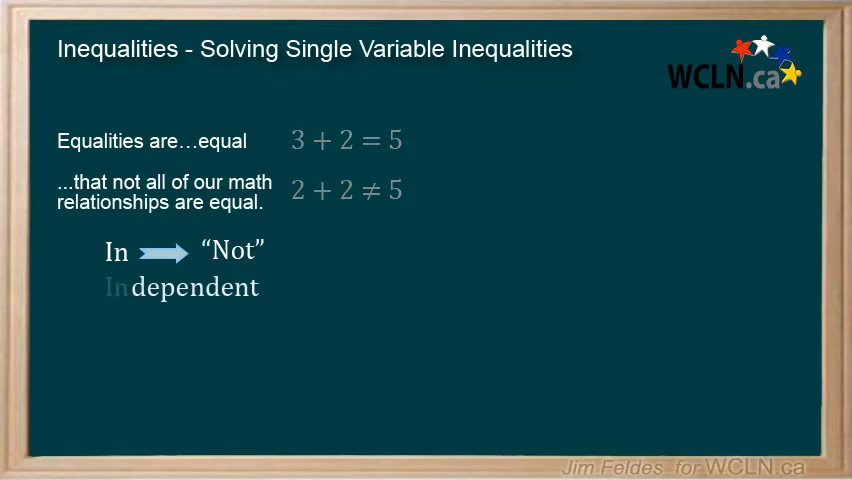 Inequalities - Solving Single Variable Inequalities
WCLN.ca
Equalities are…equal
3 + 2 = 5
...that not all of our math
relationships are equal.
2 + 2 ≠ 5
In “Not”
Independent
Jim Feldes for WCLN.ca